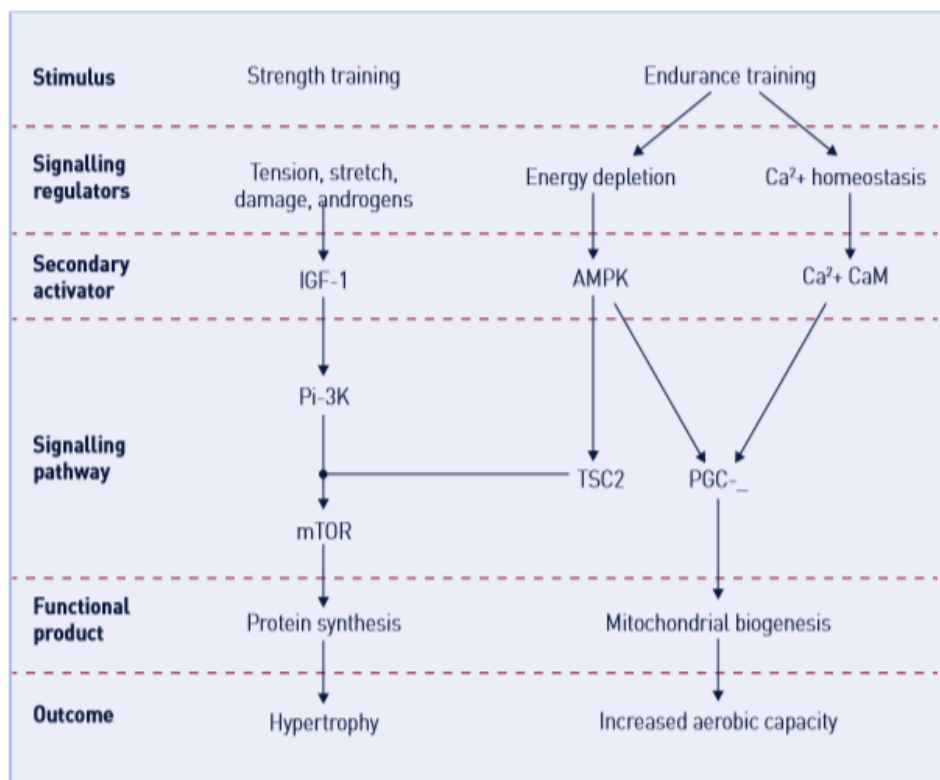 Stimulus
Strength training
Endurance training
Signalling
regulators
Tension, stretch,
damage, androgens
Energy depletion
Ca²+ homeostasis
Secondary
activator
IGF-1
AMPK
Ca²+ CaM
Signalling
pathway
Pi-3K
TSC2
PGC-_
mTOR
Functional
product
Protein synthesis
Mitochondrial biogenesis
Outcome
Hypertrophy
Increased aerobic capacity